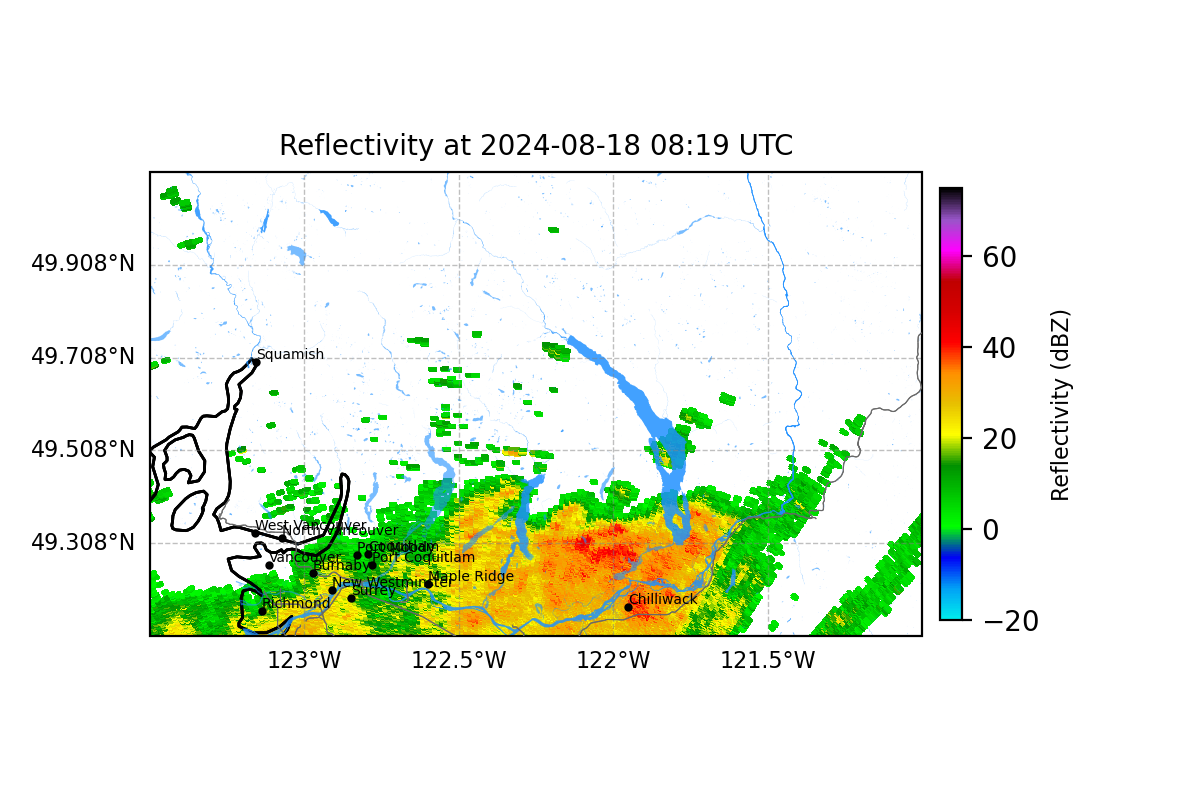 Reflectivity at 2024-08-18 08:19 UTC
49.908°N
49.708°N
49.508°N
49.308°N
123°W
122.5°W
122°W
121.5°W
Squamish
West Vancouver
North Vancouver
Port Moody
Coquitlam
Vancouver
Port Coquitlam
Burnaby
Maple Ridge
New Westminster
Surrey
Richmond
Chilliwack
60
40
20
0
−20
Reflectivity (dBZ)